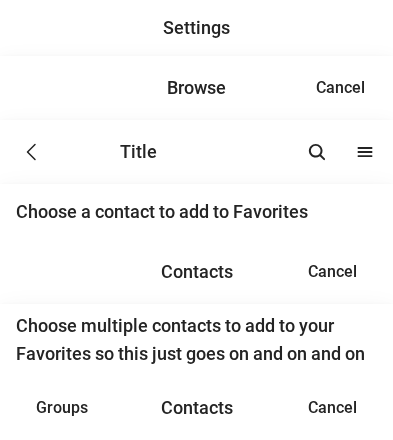 Settings
Browse Cancel
Title
Choose a contact to add to Favorites
Contacts Cancel
Choose multiple contacts to add to your
Favorites so this just goes on and on and on
Groups Contacts Cancel